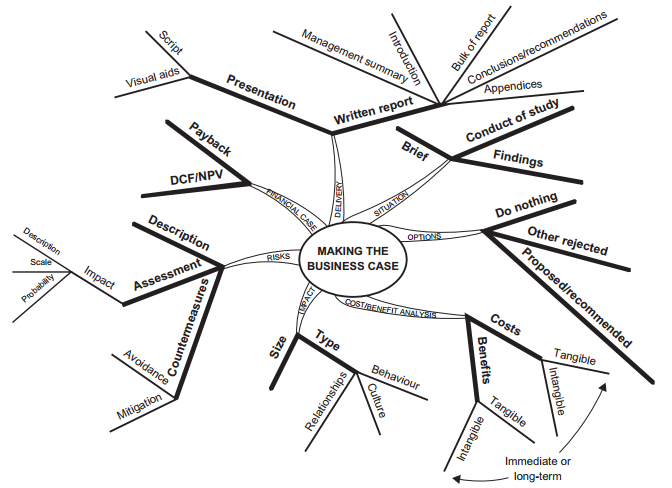 MAKING THE
BUSINESS CASE
DELIVERY
Presentation
Script
Visual aids
Written report
Management summary
Introduction
Bulk of report
Conclusions/recommendations
Appendices
SITUATION
Brief
Conduct of study
Findings
OPTIONS
Do nothing
Other rejected
Proposed/recommended
COST/BENEFIT ANALYSIS
Costs
Tangible
Intangible
Benefits
Tangible
Intangible
Immediate or
long-term
IMPACT
Size
Type
Relationships
Culture
Behaviour
RISKS
Description
Assessment
Impact
Description
Scale
Probability
Countermeasures
Avoidance
Mitigation
FINANCIAL CASE
Payback
DCF/NPV